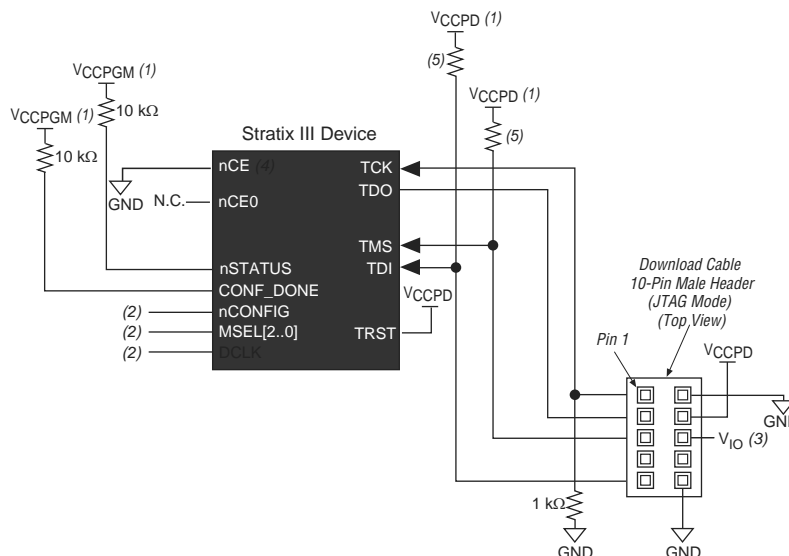 VCCPD (1)
(5)
VCCPGM (1)
10 kΩ
VCCPD (1)
(5)
VCCPGM (1)
10 kΩ
Stratix III Device
nCE (4)
TCK
GND
TDO
N.C.
nCE0
TMS
nSTATUS
TDI
CONF_DONE
VCCPD
(2)
nCONFIG
(2)
MSEL[2..0]
TRST
(2)
DCLK
Download Cable
10-Pin Male Header
(JTAG Mode)
(Top View)
Pin 1
VCCPD
GND
VIO (3)
1 kΩ
GND
GND